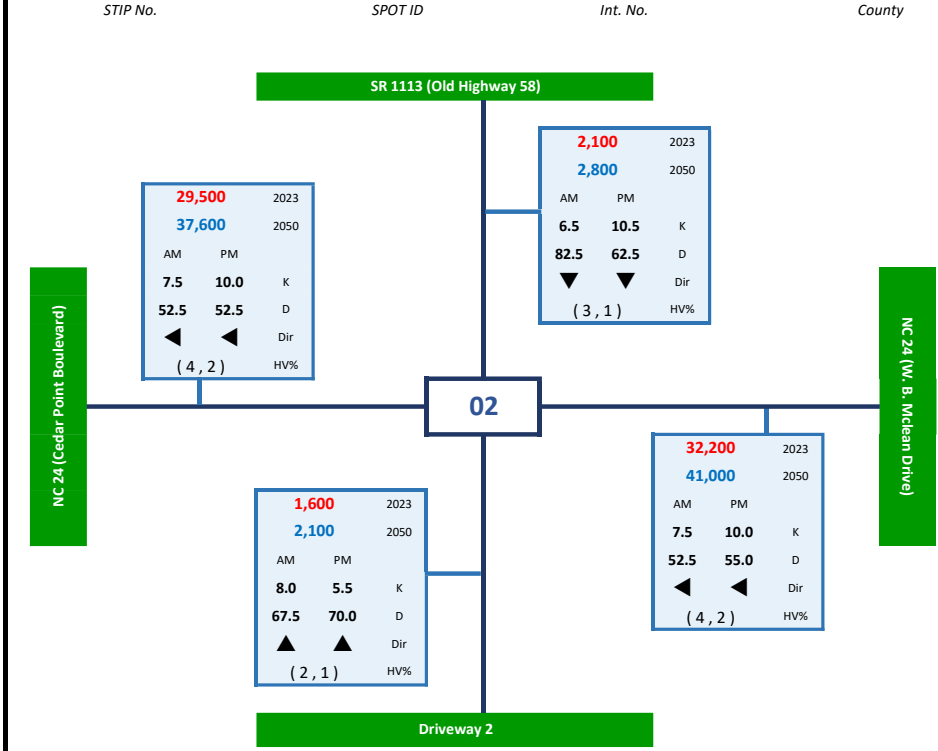 STIP No. SPOT ID Int. No. County
SR 1113 (Old Highway 58)
2,100 2023
2,800 2050
AM PM
6.5 10.5 K
82.5 62.5 D
▼ ▼ Dir
( 3 , 1 ) HV%
29,500 2023
37,600 2050
AM PM
7.5 10.0 K
52.5 52.5 D
◀ ◀ Dir
( 4 , 2 ) HV%
NC 24 (Cedar Point Boulevard)
02
NC 24 (W. B. Mclean Drive)
32,200 2023
41,000 2050
AM PM
7.5 10.0 K
52.5 55.0 D
◀ ◀ Dir
( 4 , 2 ) HV%
1,600 2023
2,100 2050
AM PM
8.0 5.5 K
67.5 70.0 D
▲ ▲ Dir
( 2 , 1 ) HV%
Driveway 2